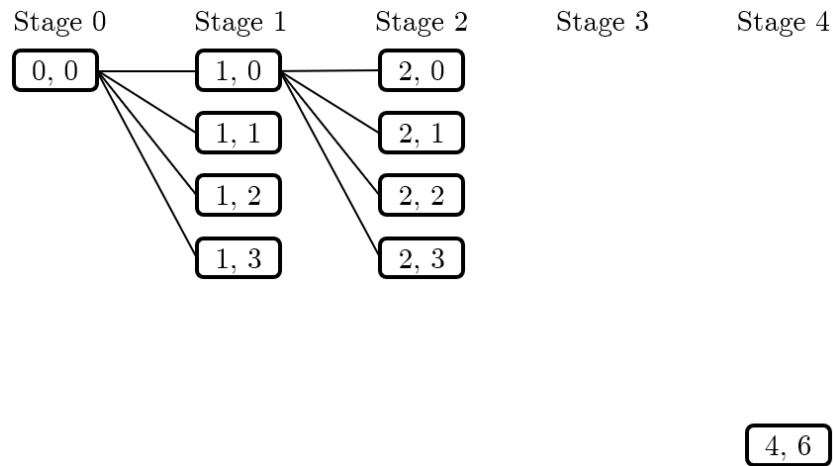 Stage 0 Stage 1 Stage 2 Stage 3 Stage 4
0, 0 1, 0 2, 0
1, 1 2, 1
1, 2 2, 2
1, 3 2, 3
4, 6